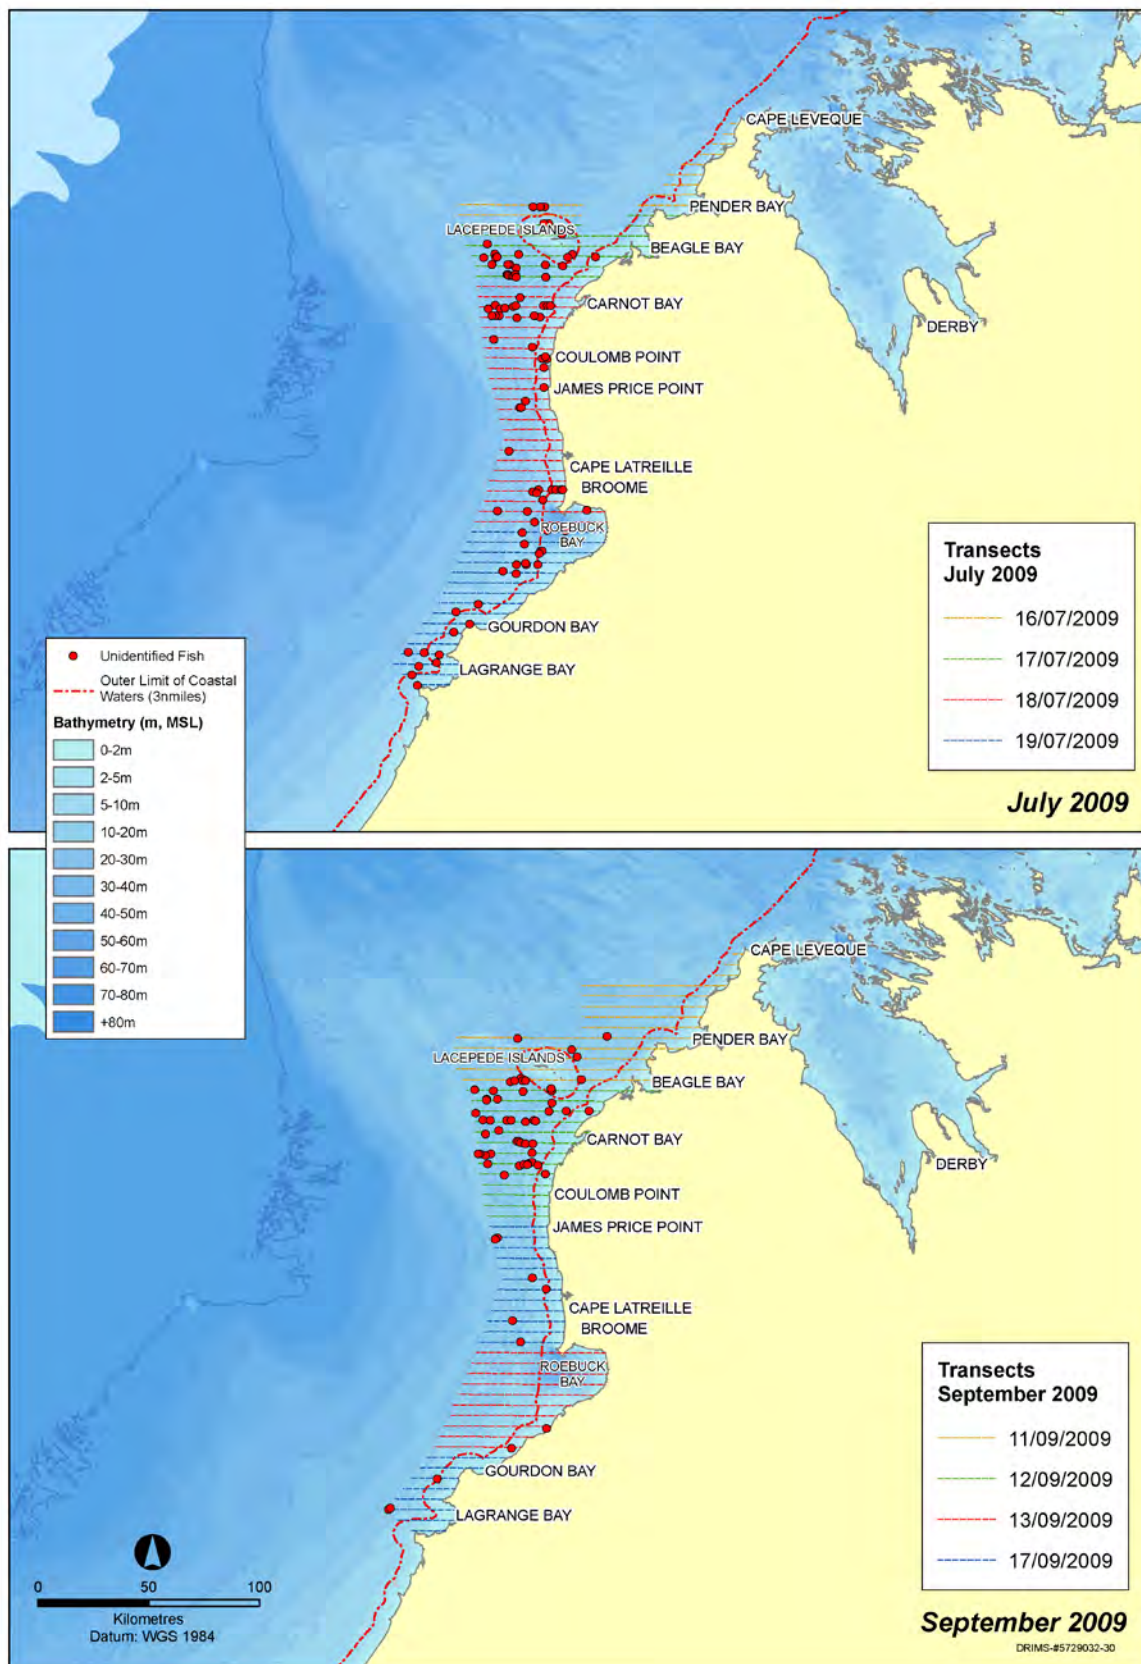 CAPE LEVEQUE
PENDER BAY
LACEPEDE ISLANDS
BEAGLE BAY
CARNOT BAY
DERBY
COULOMB POINT
JAMES PRICE POINT
CAPE LATREILLE
BROOME
ROEBUCK
BAY
GOURDON BAY
LAGRANGE BAY
Transects
July 2009
16/07/2009
17/07/2009
18/07/2009
19/07/2009
July 2009
Unidentified Fish
Outer Limit of Coastal
Waters (3nmiles)
Bathymetry (m, MSL)
0-2m
2-5m
5-10m
10-20m
20-30m
30-40m
40-50m
50-60m
60-70m
70-80m
+80m
CAPE LEVEQUE
PENDER BAY
LACEPEDE ISLANDS
BEAGLE BAY
CARNOT BAY
DERBY
COULOMB POINT
JAMES PRICE POINT
CAPE LATREILLE
BROOME
ROEBUCK
BAY
GOURDON BAY
LAGRANGE BAY
Transects
September 2009
11/09/2009
12/09/2009
13/09/2009
17/09/2009
0 50 100
Kilometres
Datum: WGS 1984
September 2009
DRIMS-#5729032-30